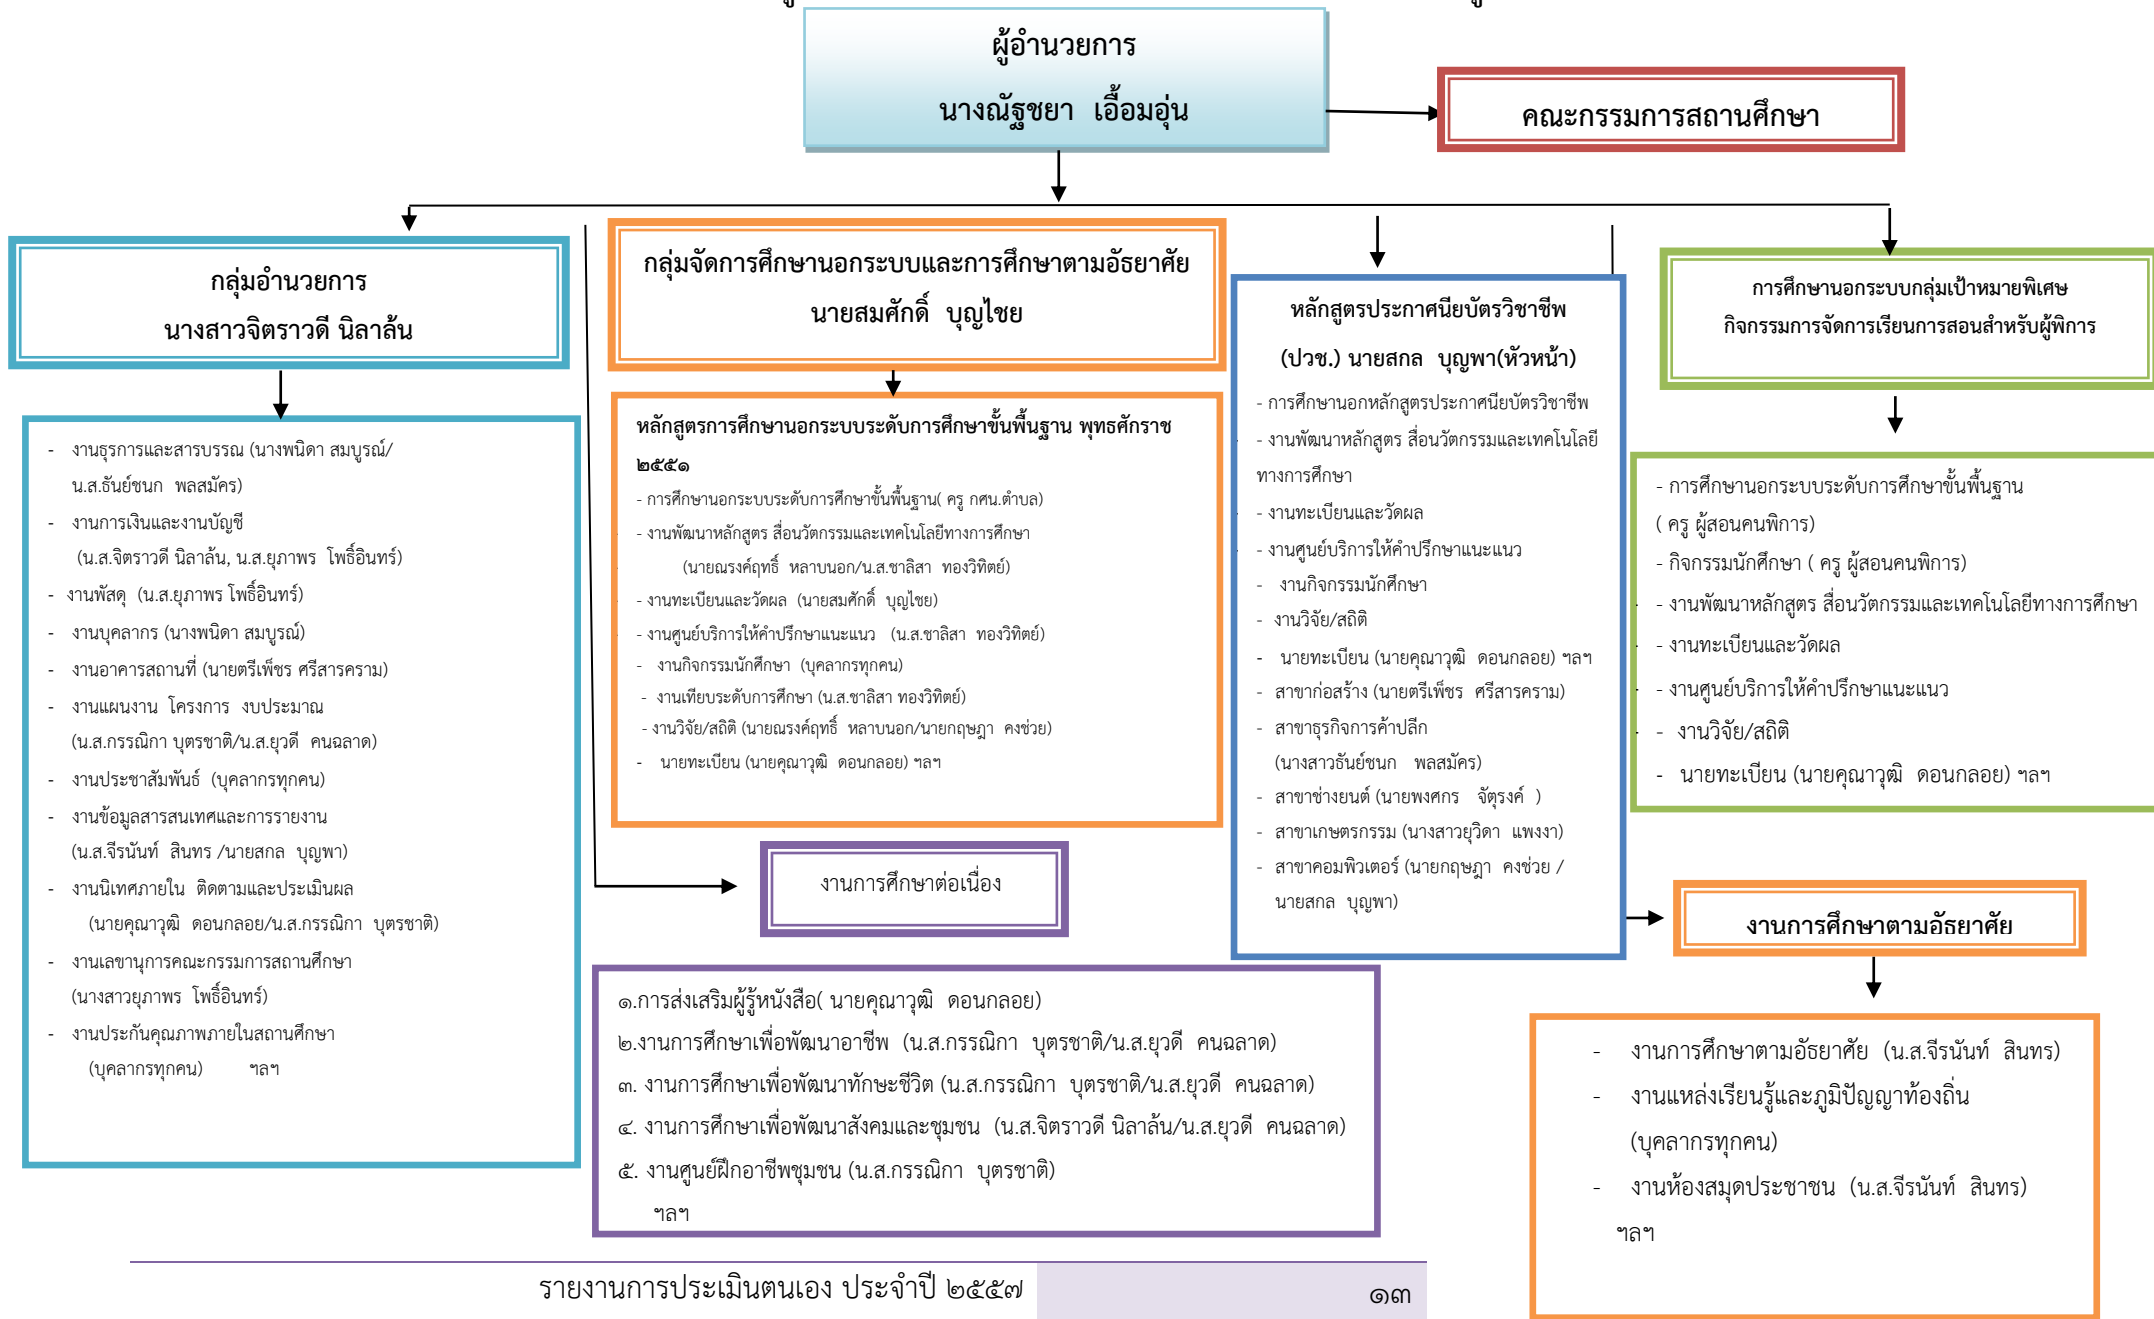 ผู้อำนวยการ
นางณัฐชยา เอื้อมอุ่น
คณะกรรมการสถานศึกษา
กลุ่มอำนวยการ
นางสาวจิตราวดี นิลาล้น
กลุ่มจัดการศึกษานอกระบบและการศึกษาตามอัธยาศัย
นายสมศักดิ์ บุญไชย
หลักสูตรประกาศนียบัตรวิชาชีพ
(ปวช.) นายสกล บุญพา(หัวหน้า)
- การศึกษานอกหลักสูตรประกาศนียบัตรวิชาชีพ
- - งานพัฒนาหลักสูตร สื่อนวัตกรรมและเทคโนโลยี
ทางการศึกษา
- - งานทะเบียนและวัดผล
- - งานศูนย์บริการให้คำปรึกษาแนะแนว
- งานกิจกรรมนักศึกษา
- งานวิจัย/สถิติ
- นายทะเบียน (นายคุณาวุฒิ ดอนกลอย) ฯลฯ
- สาขาก่อสร้าง (นายตรีเพ็ชร ศรีสารคราม)
- สาขาธุรกิจการค้าปลีก
(นางสาวธันย์ชนก พลสมัคร)
- สาขาช่างยนต์ (นายพงศกร จัตุรงค์ )
- สาขาเกษตรกรรม (นางสาวยุวิดา แพงงา)
- สาขาคอมพิวเตอร์ (นายกฤษฎา คงช่วย /
นายสกล บุญพา)
การศึกษานอกระบบกลุ่มเป้าหมายพิเศษ
กิจกรรมการจัดการเรียนการสอนสำหรับผู้พิการ
- งานธุรการและสารบรรณ (นางพนิดา สมบูรณ์/
น.ส.ธันย์ชนก พลสมัคร)
- งานการเงินและงานบัญชี
(น.ส.จิตราวดี นิลาล้น, น.ส.ยุภาพร โพธิ์อินทร์)
- งานพัสดุ (น.ส.ยุภาพร โพธิ์อินทร์)
- งานบุคลากร (นางพนิดา สมบูรณ์)
- งานอาคารสถานที่ (นายตรีเพ็ชร ศรีสารคราม)
- งานแผนงาน โครงการ งบประมาณ
(น.ส.กรรณิกา บุตรชาติ/น.ส.ยุวดี คนฉลาด)
- งานประชาสัมพันธ์ (บุคลากรทุกคน)
- งานข้อมูลสารสนเทศและการรายงาน
(น.ส.จีรนันท์ สินทร /นายสกล บุญพา)
- งานนิเทศภายใน ติดตามและประเมินผล
(นายคุณาวุฒิ ดอนกลอย/น.ส.กรรณิกา บุตรชาติ)
- งานเลขานุการคณะกรรมการสถานศึกษา
(นางสาวยุภาพร โพธิ์อินทร์)
- งานประกันคุณภาพภายในสถานศึกษา
(บุคลากรทุกคน) ฯลฯ
หลักสูตรการศึกษานอกระบบระดับการศึกษาขั้นพื้นฐาน พุทธศักราช
๒๕๕๑
- การศึกษานอกระบบระดับการศึกษาขั้นพื้นฐาน( ครู กศน.ตำบล)
- - งานพัฒนาหลักสูตร สื่อนวัตกรรมและเทคโนโลยีทางการศึกษา
- (นายณรงค์ฤทธิ์ หลาบนอก/น.ส.ชาลิสา ทองวิทิตย์)
- - งานทะเบียนและวัดผล (นายสมศักดิ์ บุญไชย)
- - งานศูนย์บริการให้คำปรึกษาแนะแนว (น.ส.ชาลิสา ทองวิทิตย์)
- งานกิจกรรมนักศึกษา (บุคลากรทุกคน)
- งานเทียบระดับการศึกษา (น.ส.ชาลิสา ทองวิทิตย์)
- งานวิจัย/สถิติ (นายณรงค์ฤทธิ์ หลาบนอก/นายกฤษฎา คงช่วย)
- นายทะเบียน (นายคุณาวุฒิ ดอนกลอย) ฯลฯ
- การศึกษานอกระบบระดับการศึกษาขั้นพื้นฐาน
( ครู ผู้สอนคนพิการ)
- กิจกรรมนักศึกษา ( ครู ผู้สอนคนพิการ)
- - งานพัฒนาหลักสูตร สื่อนวัตกรรมและเทคโนโลยีทางการศึกษา
- - งานทะเบียนและวัดผล
- - งานศูนย์บริการให้คำปรึกษาแนะแนว
- - งานวิจัย/สถิติ
- นายทะเบียน (นายคุณาวุฒิ ดอนกลอย) ฯลฯ
งานการศึกษาต่อเนื่อง
๑.การส่งเสริมผู้รู้หนังสือ( นายคุณาวุฒิ ดอนกลอย)
๒.งานการศึกษาเพื่อพัฒนาอาชีพ (น.ส.กรรณิกา บุตรชาติ/น.ส.ยุวดี คนฉลาด)
๓. งานการศึกษาเพื่อพัฒนาทักษะชีวิต (น.ส.กรรณิกา บุตรชาติ/น.ส.ยุวดี คนฉลาด)
๔. งานการศึกษาเพื่อพัฒนาสังคมและชุมชน (น.ส.จิตราวดี นิลาล้น/น.ส.ยุวดี คนฉลาด)
๕. งานศูนย์ฝึกอาชีพชุมชน (น.ส.กรรณิกา บุตรชาติ)
ฯลฯ
งานการศึกษาตามอัธยาศัย
- งานการศึกษาตามอัธยาศัย (น.ส.จีรนันท์ สินทร)
- งานแหล่งเรียนรู้และภูมิปัญญาท้องถิ่น
(บุคลากรทุกคน)
- งานห้องสมุดประชาชน (น.ส.จีรนันท์ สินทร)
ฯลฯ
รายงานการประเมินตนเอง ประจำปี ๒๕๕๗
๑๓